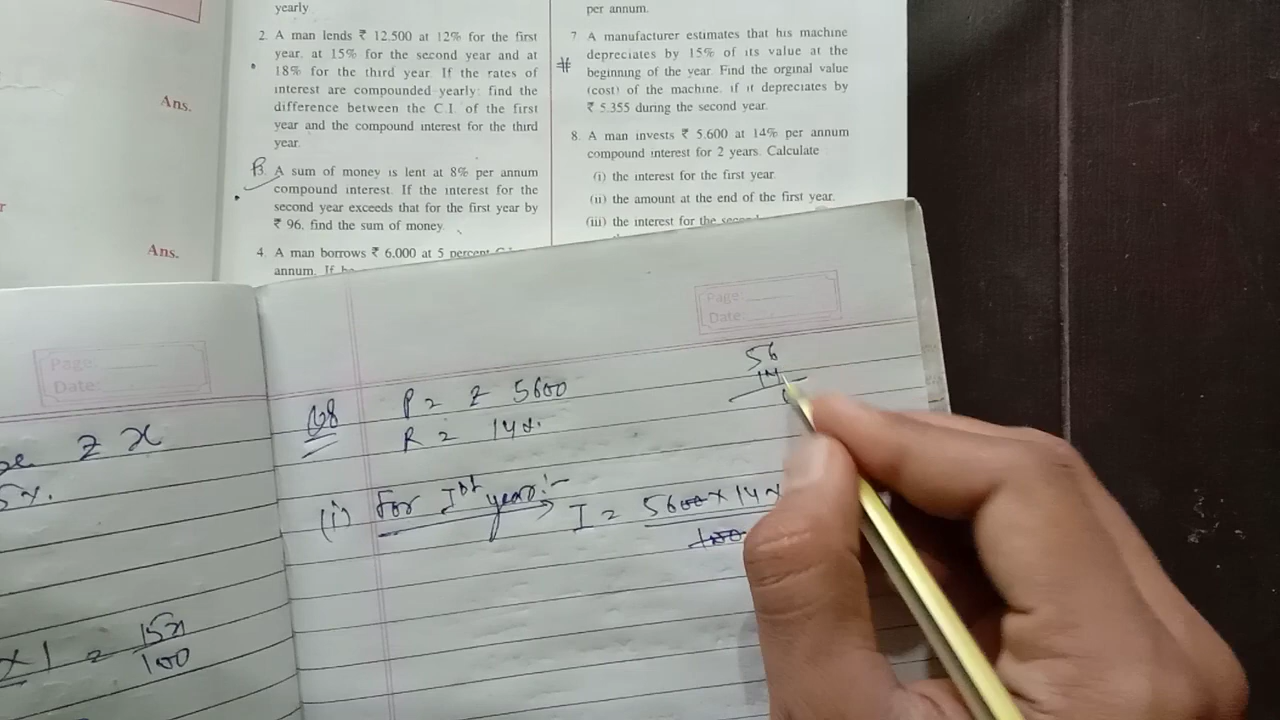 yearly
2. A man lends ₹ 12,500 at 12% for the first
year, at 15% for the second year and at
18% for the third year. If the rates of
interest are compounded yearly; find the
difference between the C.I. of the first
year and the compound interest for the third
year.
3. A sum of money is lent at 8% per annum
compound interest. If the interest for the
second year exceeds that for the first year by
₹ 96, find the sum of money.
4. A man borrows ₹ 6,000 at 5 percent
annum. If
per annum.
7 A manufacturer estimates that his machine
depreciates by 15% of its value at the
beginning of the year. Find the orginal value
(cost) of the machine, if it depreciates by
₹ 5,355 during the second year.
8. A man invests ₹ 5,600 at 14% per annum
compound interest for 2 years. Calculate
(i) the interest for the first year.
(ii) the amount at the end of the first year.
(iii) the interest for the
Ans.
Ans.
#
Page:
Date:
x
5%.
x 1 = 15x
100
Page:
Date:
56
14
Q8 P = ₹ 5600
R = 14%.
(i) For Ist year:- I = 5600 x 14 x
100